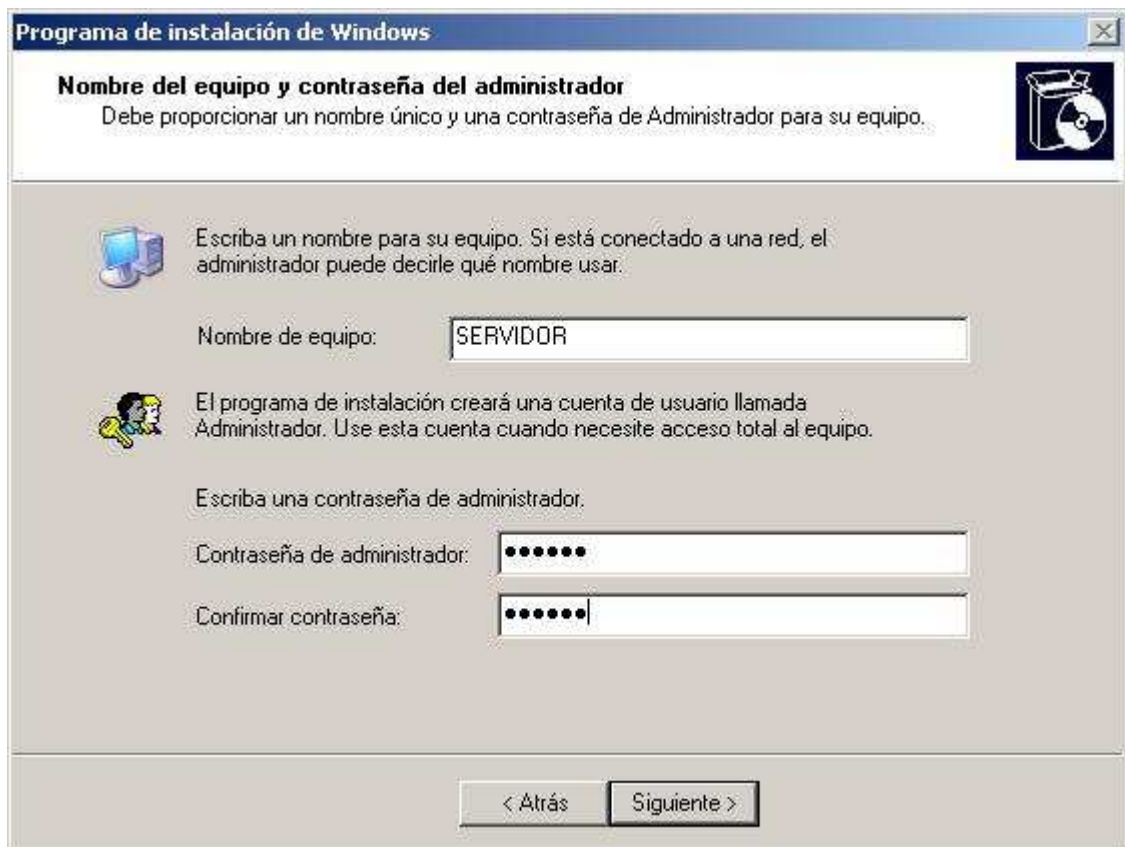 Programa de instalación de Windows
Nombre del equipo y contraseña del administrador
Debe proporcionar un nombre único y una contraseña de Administrador para su equipo.
Escriba un nombre para su equipo. Si está conectado a una red, el
administrador puede decirle qué nombre usar.
Nombre de equipo: SERVIDOR
El programa de instalación creará una cuenta de usuario llamada
Administrador. Use esta cuenta cuando necesite acceso total al equipo.
Escriba una contraseña de administrador.
Contraseña de administrador: ●●●●●●
Confirmar contraseña: ●●●●●●
< Atrás Siguiente >